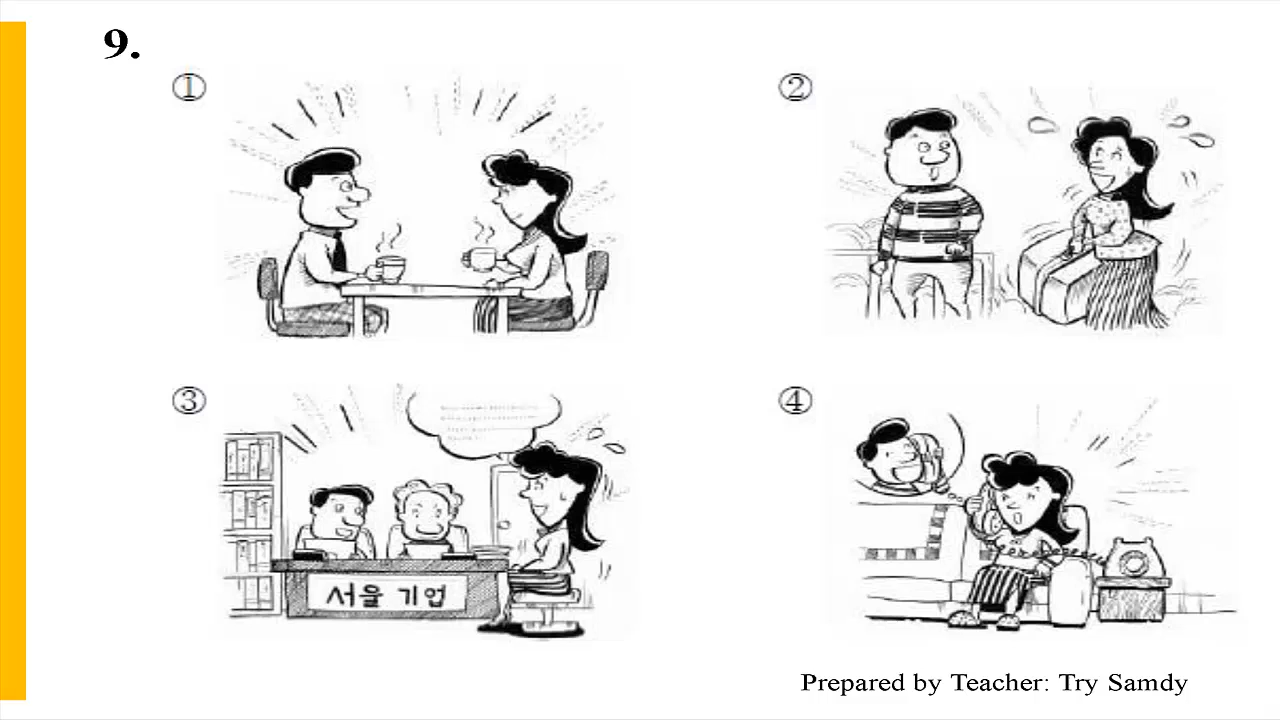 9.
①
②
③
④
서울 기업
Prepared by Teacher: Try Samdy